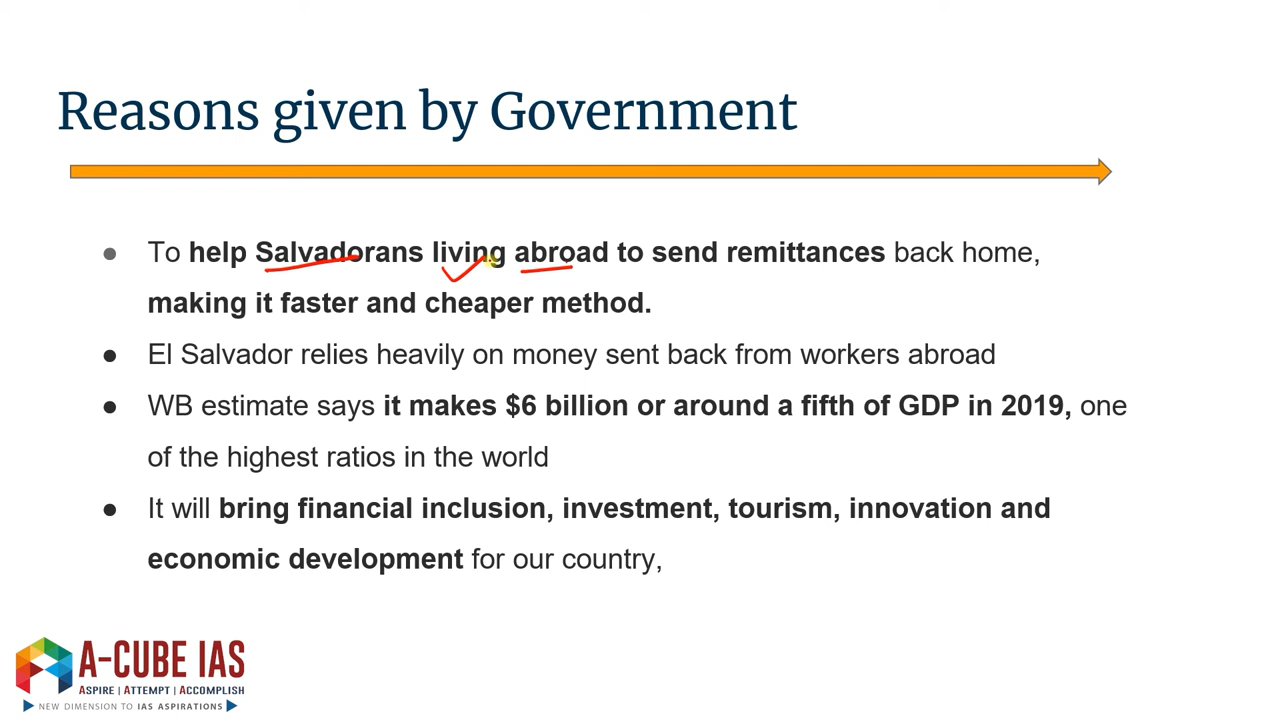 Reasons given by Government
● To help Salvadorans living abroad to send remittances back home,
making it faster and cheaper method.
● El Salvador relies heavily on money sent back from workers abroad
● WB estimate says it makes $6 billion or around a fifth of GDP in 2019, one
of the highest ratios in the world
● It will bring financial inclusion, investment, tourism, innovation and
economic development for our country,
A-CUBE IAS
ASPIRE | ATTEMPT | ACCOMPLISH
NEW DIMENSION TO IAS ASPIRATIONS